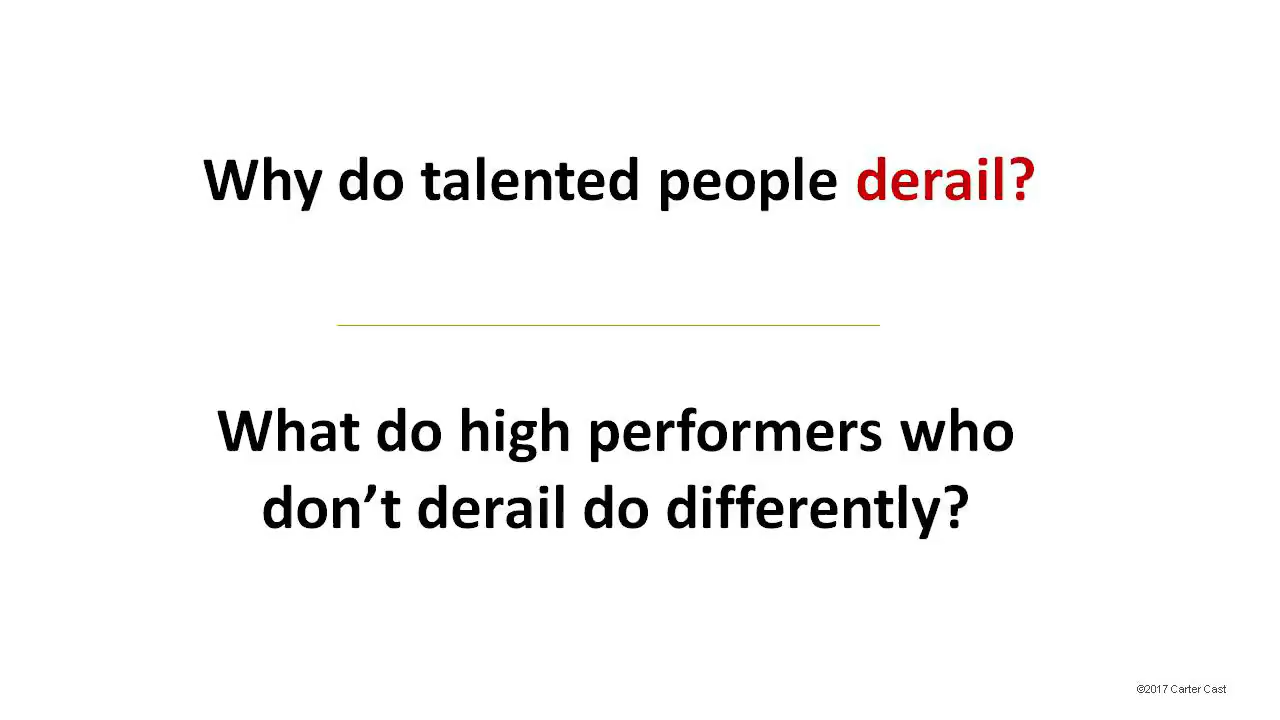 Why do talented people derail?
What do high performers who
don’t derail do differently?
©2017 Carter Cast